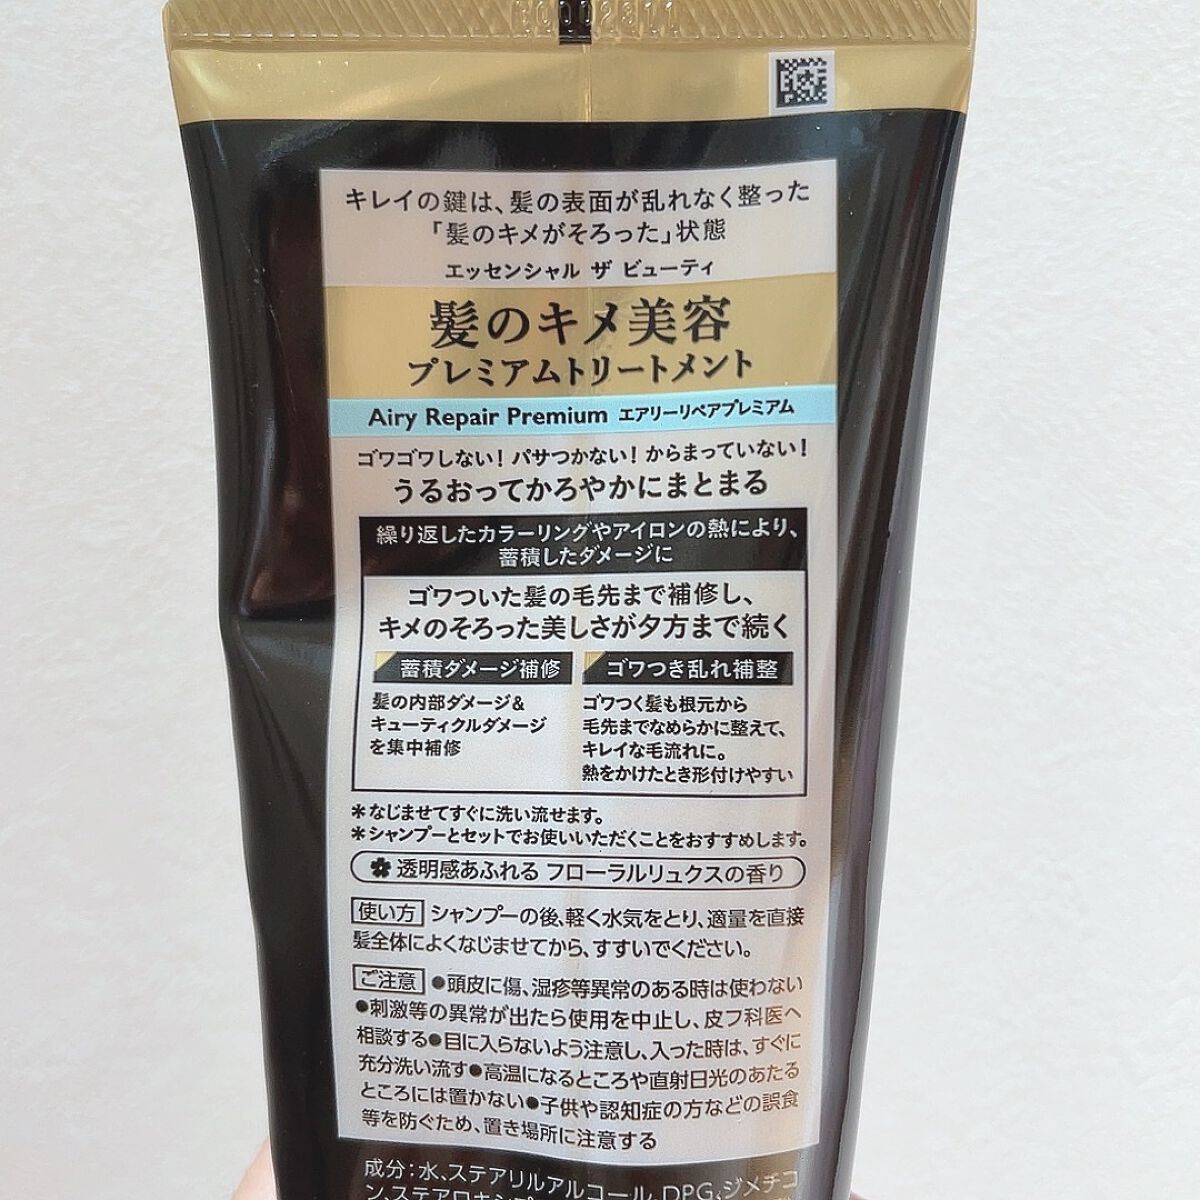 キレイの鍵は、髪の表面が乱れなく整った
「髪のキメがそろった」状態
エッセンシャル ザ ビューティ
髪のキメ美容
プレミアムトリートメント
Airy Repair Premium エアリーリペアプレミアム
ゴワゴワしない！パサつかない！からまっていない！
うるおってかろやかにまとまる
繰り返したカラーリングやアイロンの熱により、
蓄積したダメージに
ゴワついた髪の毛先まで補修し、
キメのそろった美しさが夕方まで続く
蓄積ダメージ補修
髪の内部ダメージ＆
キューティクルダメージ
を集中補修
ゴワつき乱れ補整
ゴワつく髪も根元から
毛先までなめらかに整えて、
キレイな毛流れに。
熱をかけたとき形付けやすい
＊なじませてすぐに洗い流せます。
＊シャンプーとセットでお使いいただくことをおすすめします。
透明感あふれる フローラルリュクスの香り
使い方 シャンプーの後、軽く水気をとり、適量を直接
髪全体によくなじませてから、すすいでください。
ご注意 ●頭皮に傷、湿疹等異常のある時は使わない
●刺激等の異常が出たら使用を中止し、皮フ科医へ
相談する●目に入らないよう注意し、入った時は、すぐに
充分洗い流す●高温になるところや直射日光のあたる
ところには置かない●子供や認知症の方などの誤食
等を防ぐため、置き場所に注意する
成分：水、ステアリルアルコール、DPG、ジメチコ